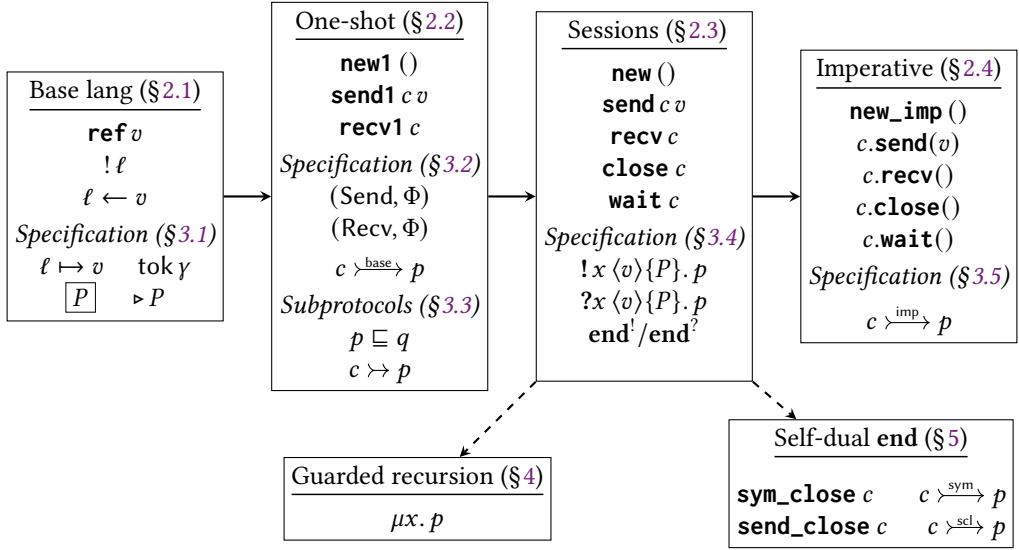 Base lang (§2.1)
ref v
! ℓ
ℓ ← v
Specification (§3.1)
ℓ ↦ v tok γ
P ▹ P
One-shot (§2.2)
new1 ()
send1 c v
recv1 c
Specification (§3.2)
(Send, Φ)
(Recv, Φ)
c ↣base p
Subprotocols (§3.3)
p ⊑ q
c ↣ p
Sessions (§2.3)
new ()
send c v
recv c
close c
wait c
Specification (§3.4)
! x ⟨v⟩{P}. p
?x ⟨v⟩{P}. p
end!/end?
Imperative (§2.4)
new_imp ()
c.send(v)
c.recv()
c.close()
c.wait()
Specification (§3.5)
c ↣imp p
Guarded recursion (§4)
μx. p
Self-dual end (§5)
sym_close c c ↣sym p
send_close c c ↣scl p